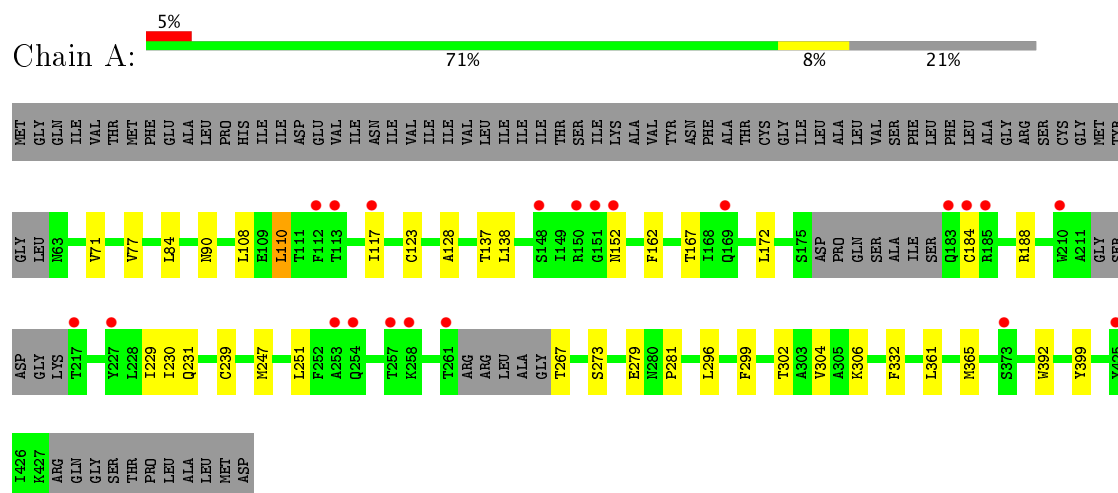 5%
Chain A:
71% 8% 21%
MET GLY GLN ILE VAL THR MET PHE GLU ALA LEU PRO HIS ILE ILE ASP GLU VAL ILE ASN ILE VAL ILE ILE VAL LEU ILE ILE ILE THR SER ILE LYS ALA VAL TYR ASN PHE ALA THR CYS GLY ILE LEU ALA LEU VAL SER PHE LEU PHE LEU ALA GLY ARG SER CYS GLY MET TYR
GLY LEU N63 V71 V77 L84 N90 L108 E109 L110 T111 F112 T113 I117 C123 A128 T137 L138 S148 I149 R150 G151 N152 F162 T167 I168 Q169 L172 S175 ASP PRO GLN SER ALA ILE SER Q183 C184 R185 R188 W210 A211 GLY SER
ASP GLY LYS T217 Y227 L228 I229 I230 Q231 C239 M247 L251 F252 A253 Q254 T257 K258 T261 ARG ARG LEU ALA GLY T267 S273 E279 N280 P281 L296 F299 T302 A303 V304 A305 K306 F332 L361 M365 S373 W392 Y399 Y425
I426 K427 ARG GLN GLY SER THR PRO LEU ALA LEU MET ASP